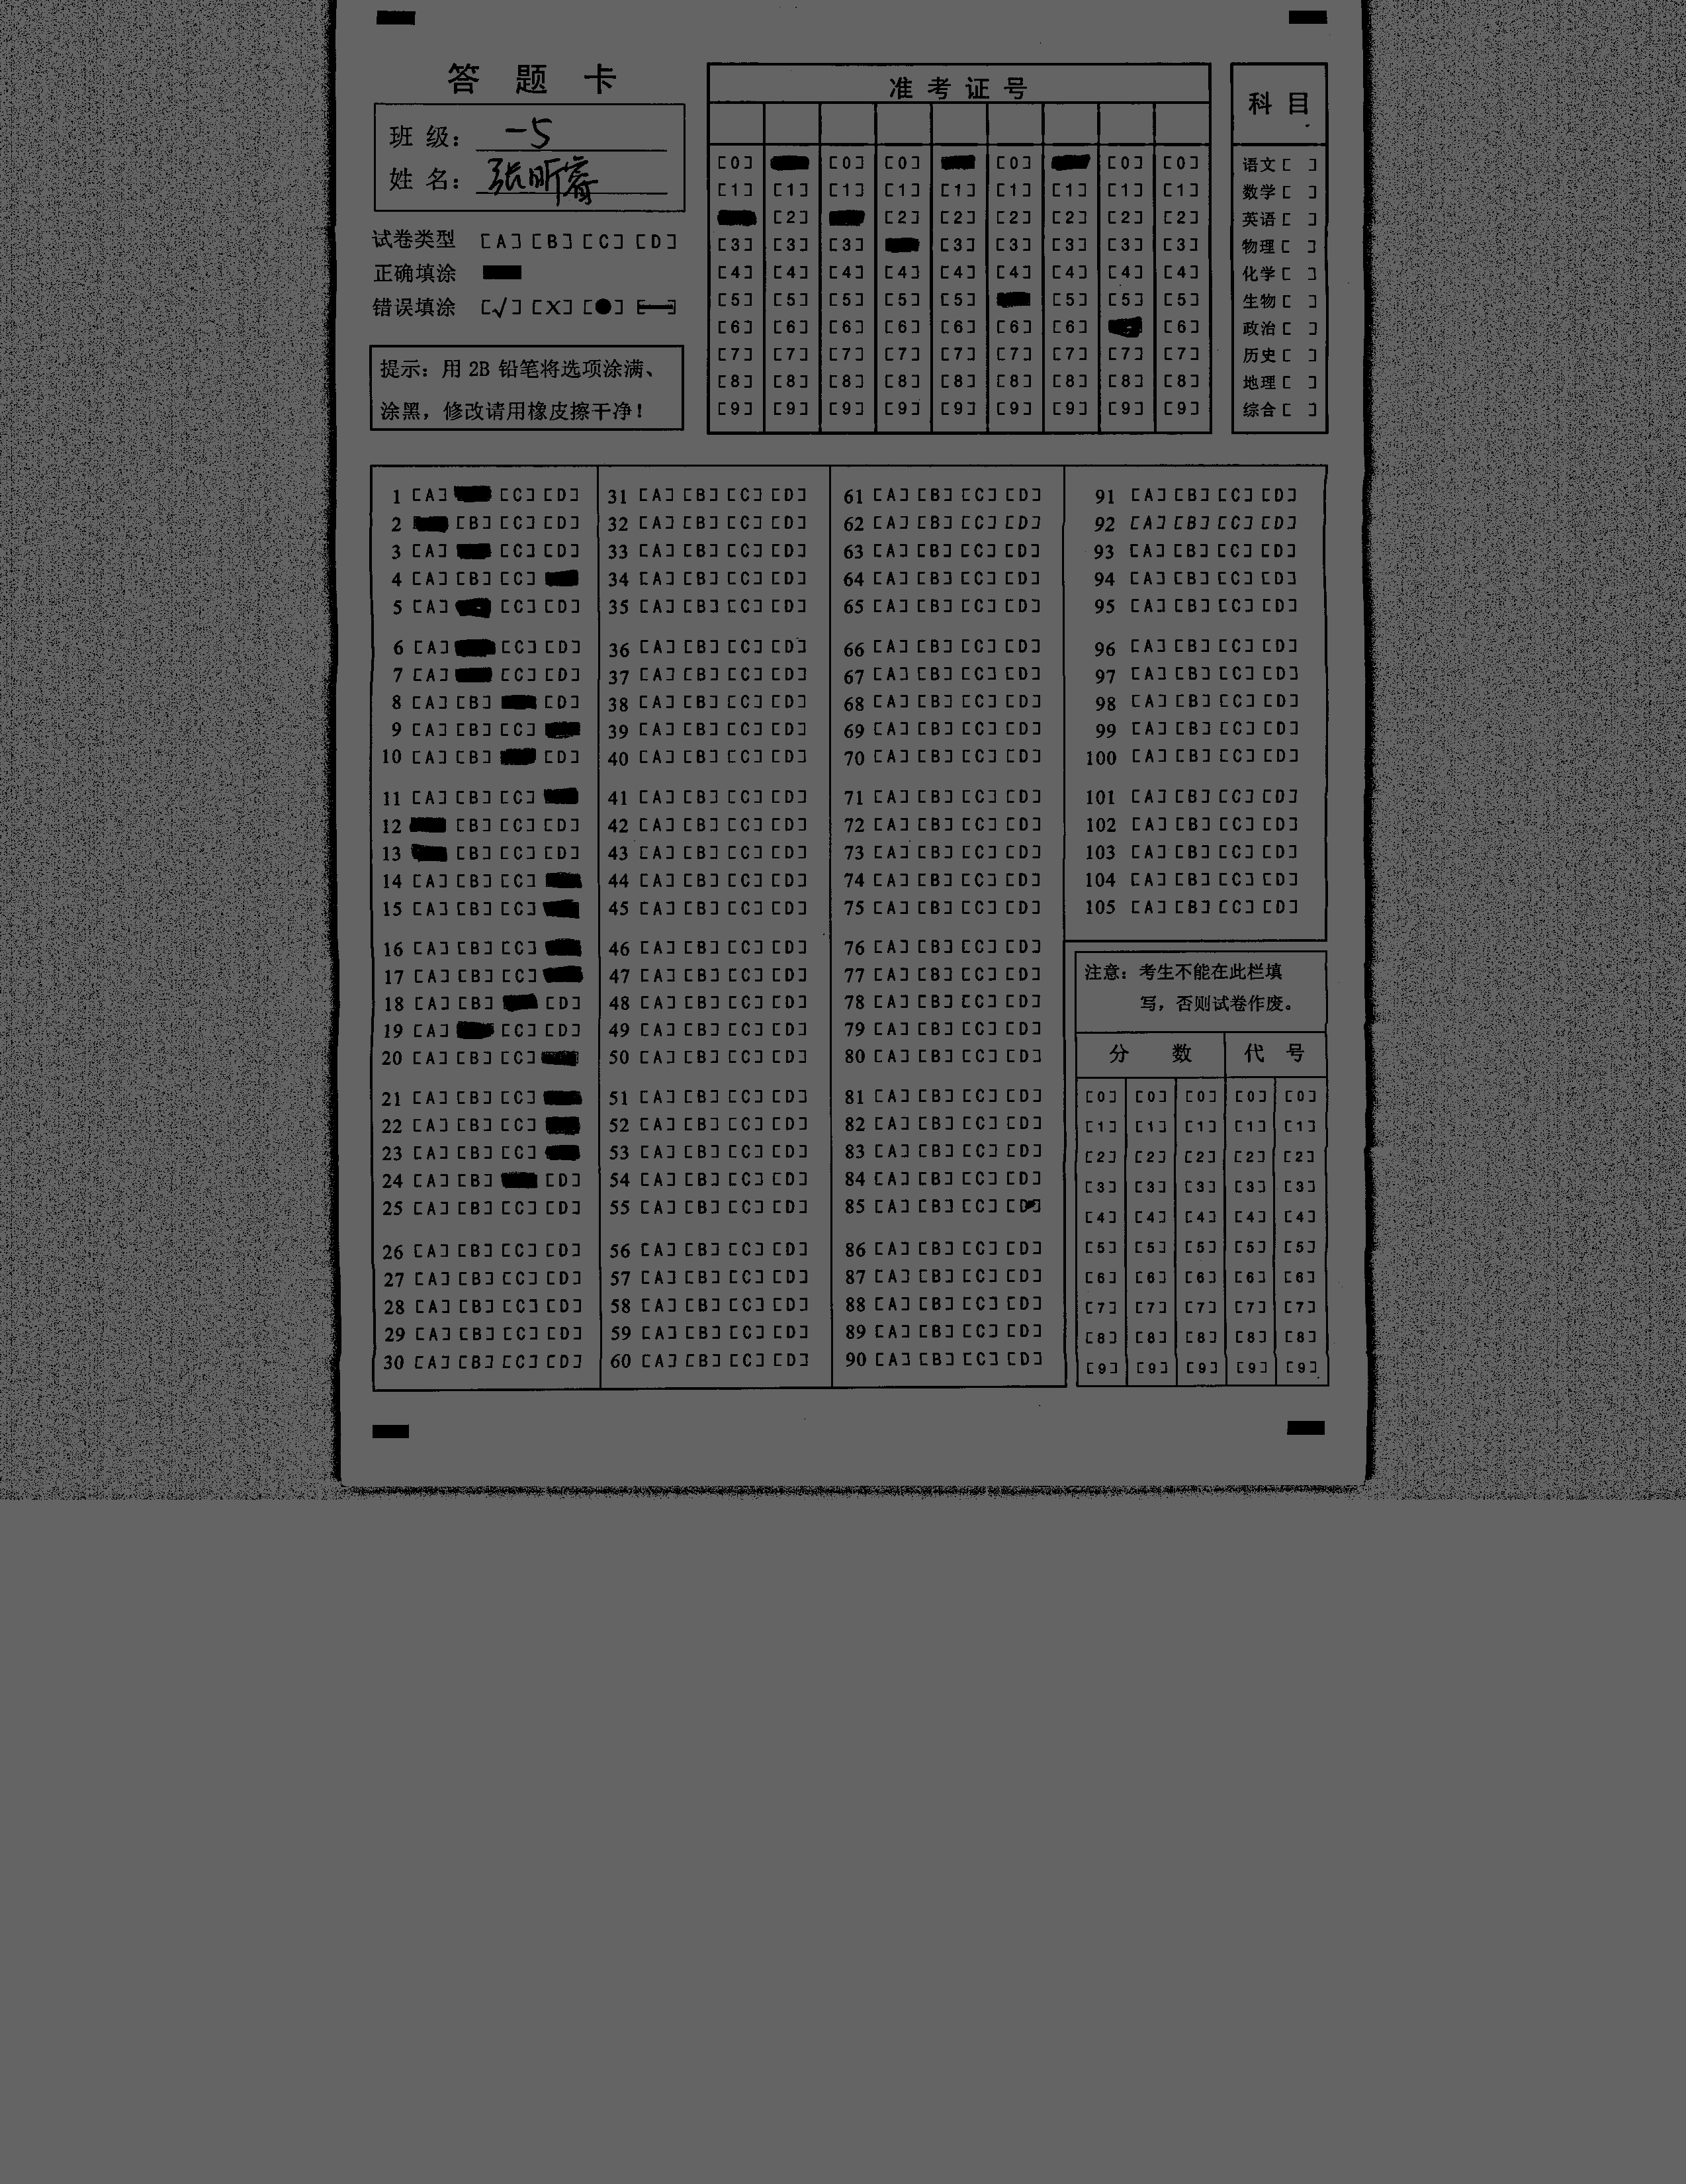 答 题 卡
班 级： 一5
姓 名： 张昕睿
试卷类型 [A] [B] [C] [D]
正确填涂
错误填涂 [√] [X] [●] [—]
提示：用 2B 铅笔将选项涂满、
涂黑，修改请用橡皮擦干净！
准 考 证 号
[0] [0] [0] [0] [0] [0]
[1] [1] [1] [1] [1] [1] [1] [1] [1]
[2] [2] [2] [2] [2] [2] [2]
[3] [3] [3] [3] [3] [3] [3] [3]
[4] [4] [4] [4] [4] [4] [4] [4] [4]
[5] [5] [5] [5] [5] [5] [5] [5]
[6] [6] [6] [6] [6] [6] [6] [6]
[7] [7] [7] [7] [7] [7] [7] [7] [7]
[8] [8] [8] [8] [8] [8] [8] [8] [8]
[9] [9] [9] [9] [9] [9] [9] [9] [9]
科 目
语文 [ ]
数学 [ ]
英语 [ ]
物理 [ ]
化学 [ ]
生物 [ ]
政治 [ ]
历史 [ ]
地理 [ ]
综合 [ ]
1 [A] [C] [D]
2 [B] [C] [D]
3 [A] [C] [D]
4 [A] [B] [C]
5 [A] [C] [D]
6 [A] [C] [D]
7 [A] [C] [D]
8 [A] [B] [D]
9 [A] [B] [C]
10 [A] [B] [D]
11 [A] [B] [C]
12 [B] [C] [D]
13 [B] [C] [D]
14 [A] [B] [C]
15 [A] [B] [C]
16 [A] [B] [C]
17 [A] [B] [C]
18 [A] [B] [D]
19 [A] [C] [D]
20 [A] [B] [C]
21 [A] [B] [C]
22 [A] [B] [C]
23 [A] [B] [C]
24 [A] [B] [D]
25 [A] [B] [C] [D]
26 [A] [B] [C] [D]
27 [A] [B] [C] [D]
28 [A] [B] [C] [D]
29 [A] [B] [C] [D]
30 [A] [B] [C] [D]
31 [A] [B] [C] [D]
32 [A] [B] [C] [D]
33 [A] [B] [C] [D]
34 [A] [B] [C] [D]
35 [A] [B] [C] [D]
36 [A] [B] [C] [D]
37 [A] [B] [C] [D]
38 [A] [B] [C] [D]
39 [A] [B] [C] [D]
40 [A] [B] [C] [D]
41 [A] [B] [C] [D]
42 [A] [B] [C] [D]
43 [A] [B] [C] [D]
44 [A] [B] [C] [D]
45 [A] [B] [C] [D]
46 [A] [B] [C] [D]
47 [A] [B] [C] [D]
48 [A] [B] [C] [D]
49 [A] [B] [C] [D]
50 [A] [B] [C] [D]
51 [A] [B] [C] [D]
52 [A] [B] [C] [D]
53 [A] [B] [C] [D]
54 [A] [B] [C] [D]
55 [A] [B] [C] [D]
56 [A] [B] [C] [D]
57 [A] [B] [C] [D]
58 [A] [B] [C] [D]
59 [A] [B] [C] [D]
60 [A] [B] [C] [D]
61 [A] [B] [C] [D]
62 [A] [B] [C] [D]
63 [A] [B] [C] [D]
64 [A] [B] [C] [D]
65 [A] [B] [C] [D]
66 [A] [B] [C] [D]
67 [A] [B] [C] [D]
68 [A] [B] [C] [D]
69 [A] [B] [C] [D]
70 [A] [B] [C] [D]
71 [A] [B] [C] [D]
72 [A] [B] [C] [D]
73 [A] [B] [C] [D]
74 [A] [B] [C] [D]
75 [A] [B] [C] [D]
76 [A] [B] [C] [D]
77 [A] [B] [C] [D]
78 [A] [B] [C] [D]
79 [A] [B] [C] [D]
80 [A] [B] [C] [D]
81 [A] [B] [C] [D]
82 [A] [B] [C] [D]
83 [A] [B] [C] [D]
84 [A] [B] [C] [D]
85 [A] [B] [C] [D]
86 [A] [B] [C] [D]
87 [A] [B] [C] [D]
88 [A] [B] [C] [D]
89 [A] [B] [C] [D]
90 [A] [B] [C] [D]
91 [A] [B] [C] [D]
92 [A] [B] [C] [D]
93 [A] [B] [C] [D]
94 [A] [B] [C] [D]
95 [A] [B] [C] [D]
96 [A] [B] [C] [D]
97 [A] [B] [C] [D]
98 [A] [B] [C] [D]
99 [A] [B] [C] [D]
100 [A] [B] [C] [D]
101 [A] [B] [C] [D]
102 [A] [B] [C] [D]
103 [A] [B] [C] [D]
104 [A] [B] [C] [D]
105 [A] [B] [C] [D]
注意：考生不能在此栏填
写，否则试卷作废。
分 数 代 号
[0] [0] [0] [0] [0]
[1] [1] [1] [1] [1]
[2] [2] [2] [2] [2]
[3] [3] [3] [3] [3]
[4] [4] [4] [4] [4]
[5] [5] [5] [5] [5]
[6] [6] [6] [6] [6]
[7] [7] [7] [7] [7]
[8] [8] [8] [8] [8]
[9] [9] [9] [9] [9]